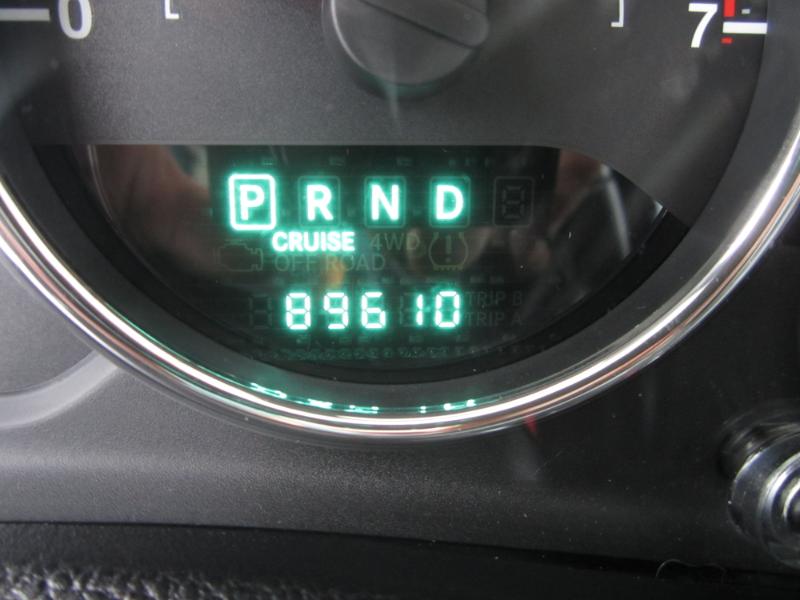 0 7
P R N D
CRUISE 4WD
OFF ROAD
TRIP B
89610
TRIP A